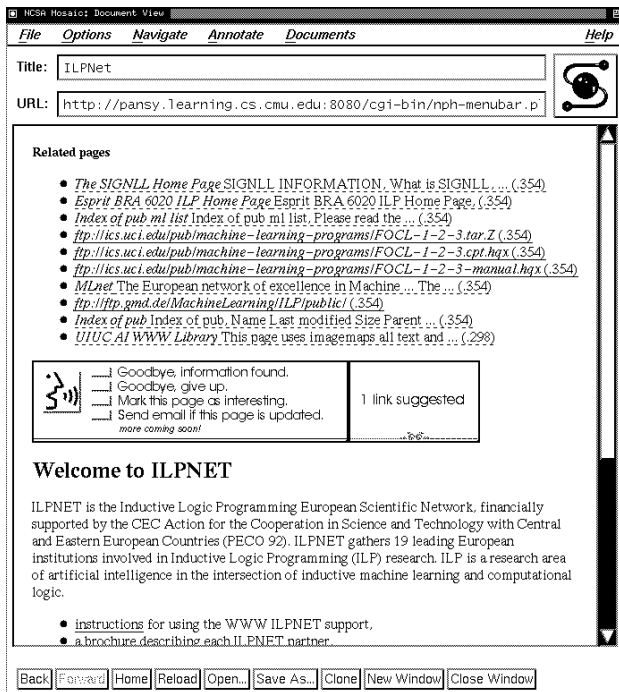 NCSA Mosaic: Document View
File Options Navigate Annotate Documents Help
Title: ILPNet
URL: http://pansy.learning.cs.cmu.edu:8080/cgi-bin/nph-menubar.p
Related pages
The SIGNLL Home Page SIGNLL INFORMATION, What is SIGNLL, ... (.354)
Esprit BRA 6020 ILP Home Page Esprit BRA 6020 ILP Home Page, (.354)
Index of pub ml list Index of pub ml list, Please read the ... (.354)
ftp://ics.uci.edu/pub/machine-learning-programs/FOCL-1-2-3.tar.Z (.354)
ftp://ics.uci.edu/pub/machine-learning-programs/FOCL-1-2-3.cpt.hqx (.354)
ftp://ics.uci.edu/pub/machine-learning-programs/FOCL-1-2-3-manual.hqx (.354)
MLnet The European network of excellence in Machine ... The ... (.354)
ftp://ftp.gmd.de/MachineLearning/ILP/public/ (.354)
Index of pub Index of pub, Name Last modified Size Parent ... (.354)
UIUC AI WWW Library This page uses imagemaps all text and ... (.298)
Goodbye, information found.
Goodbye, give up.
Mark this page as interesting.
Send email if this page is updated.
more coming soon!
1 link suggested
Welcome to ILPNET
ILPNET is the Inductive Logic Programming European Scientific Network, financially
supported by the CEC Action for the Cooperation in Science and Technology with Central
and Eastern European Countries (PECO 92). ILPNET gathers 19 leading European
institutions involved in Inductive Logic Programming (ILP) research. ILP is a research area
of artificial intelligence in the intersection of inductive machine learning and computational
logic.
instructions for using the WWW ILPNET support,
a brochure describing each ILPNET partner,
Back Forward Home Reload Open... Save As... Clone New Window Close Window